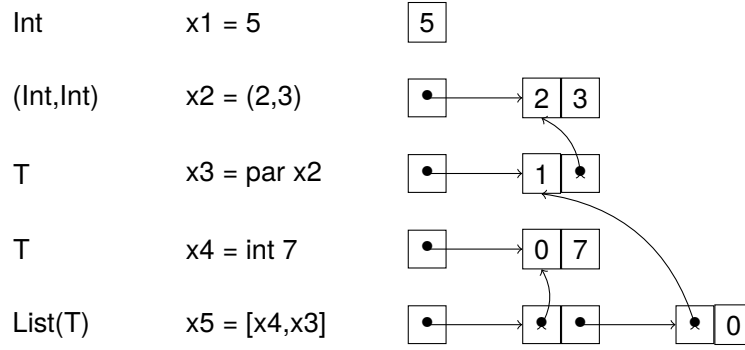 Int x1 = 5 5
(Int,Int) x2 = (2,3) 2 3
T x3 = par x2 1
T x4 = int 7 0 7
List(T) x5 = [x4,x3] 0